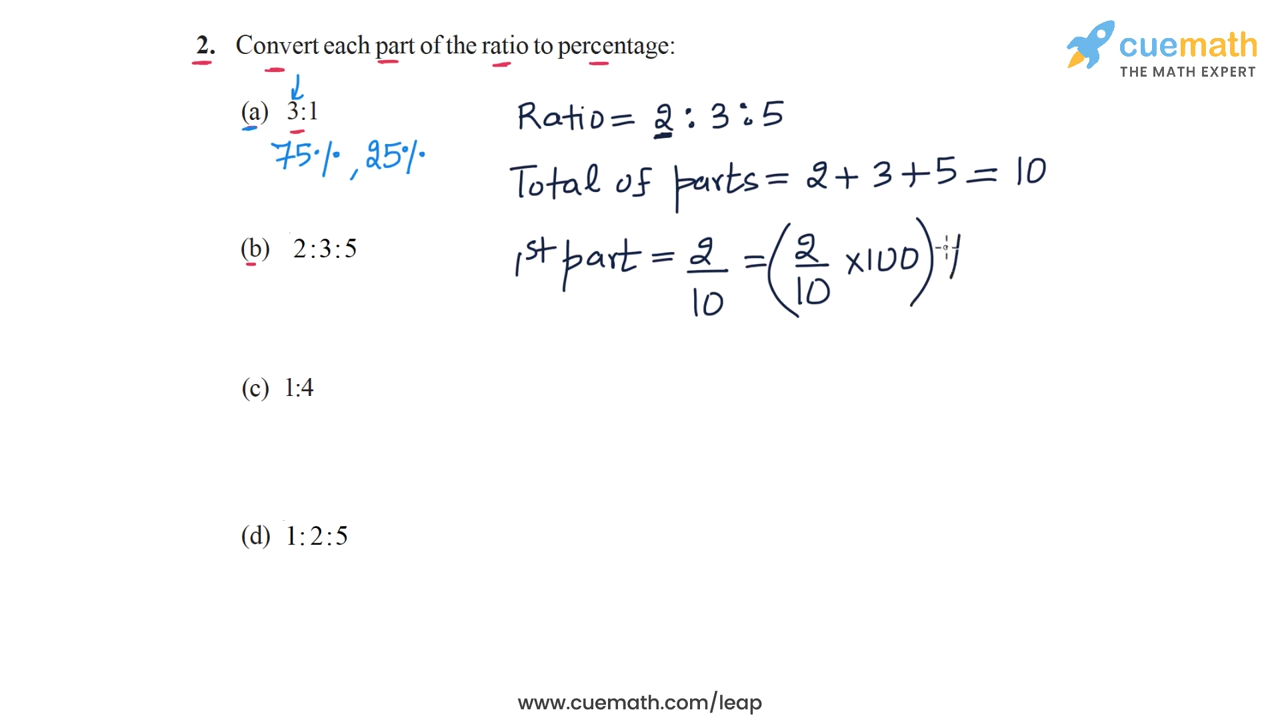 2. Convert each part of the ratio to percentage:
cuemath
THE MATH EXPERT
(a) 3:1
75%, 25%
Ratio = 2 : 3 : 5
Total of parts = 2 + 3 + 5 = 10
(b) 2:3:5
1st part = 2/10 = (2/10 ×100)
(c) 1:4
(d) 1:2:5
www.cuemath.com/leap